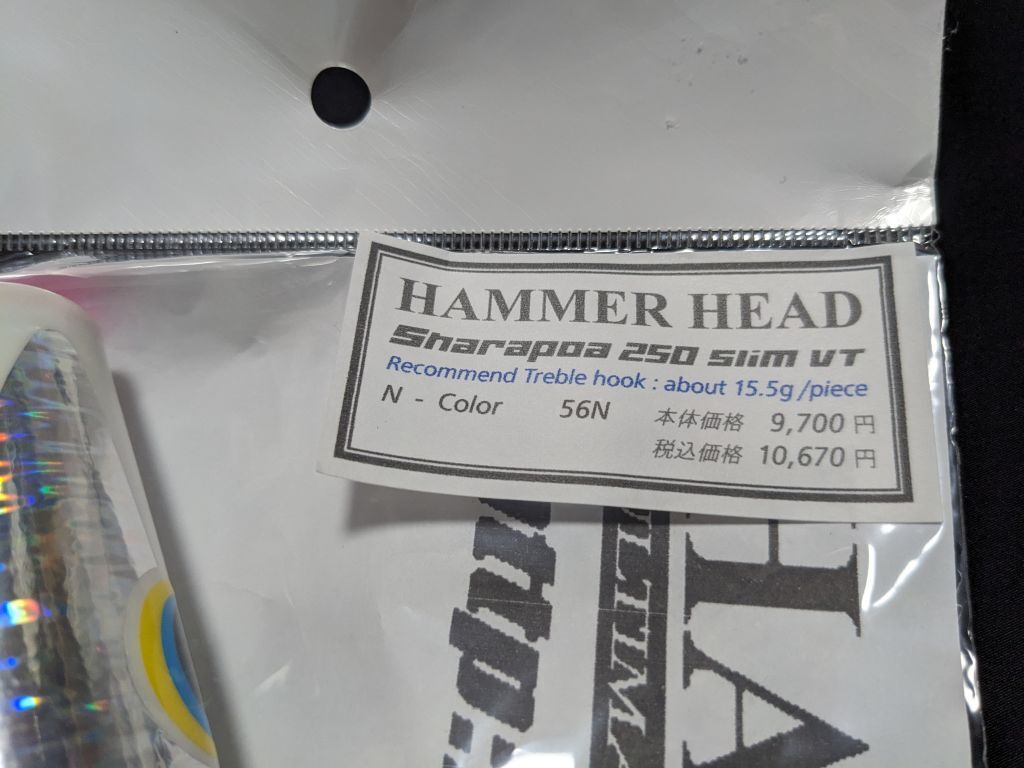 HAMMER HEAD
Sharapoa 250 Slim VT
Recommend Treble hook : about 15.5g /piece
N - Color 56N 本体価格 9,700 円
税込価格 10,670 円
HA